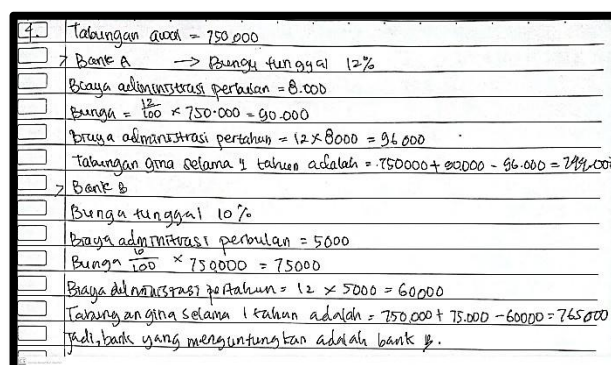 4. Tabungan awal = 750.000
> Bank A → Bunga tunggal 12%
Biaya administrasi perbulan = 8.000
Bunga = 12/100 × 750.000 = 90.000
Biaya administrasi pertahun = 12 × 8000 = 96 000
Tabungan gina selama 1 tahun adalah = 750000 + 90000 - 96.000 = 744.000
> Bank B
Bunga tunggal 10%
Biaya administrasi perbulan = 5000
Bunga 10/100 × 750000 = 75000
Biaya administrasi pertahun = 12 × 5000 = 60000
Tabungan gina selama 1 tahun adalah = 750.000 + 75.000 - 60000 = 765000
Jadi, bank yang menguntungkan adalah bank B.